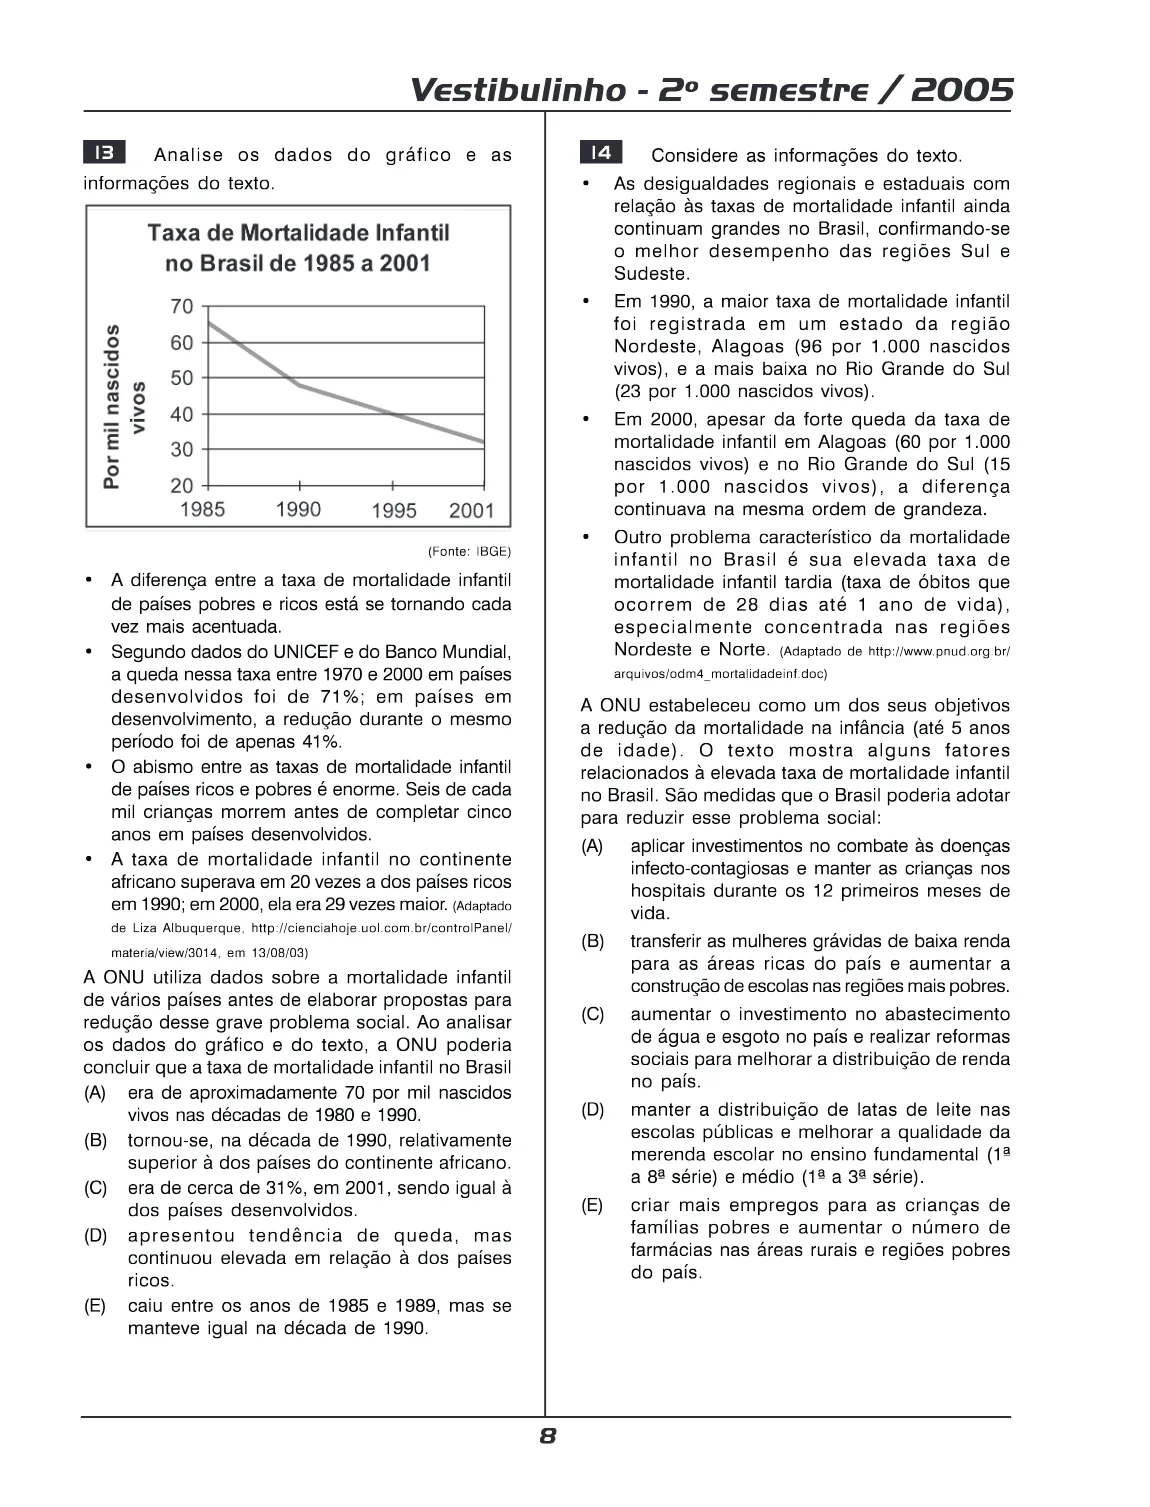 Vestibulinho - 2º semestre / 2005
13 Analise os dados do gráfico e as
informações do texto.
Taxa de Mortalidade Infantil
no Brasil de 1985 a 2001
Por mil nascidos
vivos
70
60
50
40
30
20
1985 1990 1995 2001
(Fonte: IBGE)
• A diferença entre a taxa de mortalidade infantil
de países pobres e ricos está se tornando cada
vez mais acentuada.
• Segundo dados do UNICEF e do Banco Mundial,
a queda nessa taxa entre 1970 e 2000 em países
desenvolvidos foi de 71%; em países em
desenvolvimento, a redução durante o mesmo
período foi de apenas 41%.
• O abismo entre as taxas de mortalidade infantil
de países ricos e pobres é enorme. Seis de cada
mil crianças morrem antes de completar cinco
anos em países desenvolvidos.
• A taxa de mortalidade infantil no continente
africano superava em 20 vezes a dos países ricos
em 1990; em 2000, ela era 29 vezes maior. (Adaptado
de Liza Albuquerque, http://cienciahoje.uol.com.br/controlPanel/
materia/view/3014, em 13/08/03)
A ONU utiliza dados sobre a mortalidade infantil
de vários países antes de elaborar propostas para
redução desse grave problema social. Ao analisar
os dados do gráfico e do texto, a ONU poderia
concluir que a taxa de mortalidade infantil no Brasil
(A) era de aproximadamente 70 por mil nascidos
vivos nas décadas de 1980 e 1990.
(B) tornou-se, na década de 1990, relativamente
superior à dos países do continente africano.
(C) era de cerca de 31%, em 2001, sendo igual à
dos países desenvolvidos.
(D) apresentou tendência de queda, mas
continuou elevada em relação à dos países
ricos.
(E) caiu entre os anos de 1985 e 1989, mas se
manteve igual na década de 1990.
14 Considere as informações do texto.
• As desigualdades regionais e estaduais com
relação às taxas de mortalidade infantil ainda
continuam grandes no Brasil, confirmando-se
o melhor desempenho das regiões Sul e
Sudeste.
• Em 1990, a maior taxa de mortalidade infantil
foi registrada em um estado da região
Nordeste, Alagoas (96 por 1.000 nascidos
vivos), e a mais baixa no Rio Grande do Sul
(23 por 1.000 nascidos vivos).
• Em 2000, apesar da forte queda da taxa de
mortalidade infantil em Alagoas (60 por 1.000
nascidos vivos) e no Rio Grande do Sul (15
por 1.000 nascidos vivos), a diferença
continuava na mesma ordem de grandeza.
• Outro problema característico da mortalidade
infantil no Brasil é sua elevada taxa de
mortalidade infantil tardia (taxa de óbitos que
ocorrem de 28 dias até 1 ano de vida),
especialmente concentrada nas regiões
Nordeste e Norte. (Adaptado de http://www.pnud.org.br/
arquivos/odm4_mortalidadeinf.doc)
A ONU estabeleceu como um dos seus objetivos
a redução da mortalidade na infância (até 5 anos
de idade). O texto mostra alguns fatores
relacionados à elevada taxa de mortalidade infantil
no Brasil. São medidas que o Brasil poderia adotar
para reduzir esse problema social:
(A) aplicar investimentos no combate às doenças
infecto-contagiosas e manter as crianças nos
hospitais durante os 12 primeiros meses de
vida.
(B) transferir as mulheres grávidas de baixa renda
para as áreas ricas do país e aumentar a
construção de escolas nas regiões mais pobres.
(C) aumentar o investimento no abastecimento
de água e esgoto no país e realizar reformas
sociais para melhorar a distribuição de renda
no país.
(D) manter a distribuição de latas de leite nas
escolas públicas e melhorar a qualidade da
merenda escolar no ensino fundamental (1ª
a 8ª série) e médio (1ª a 3ª série).
(E) criar mais empregos para as crianças de
famílias pobres e aumentar o número de
farmácias nas áreas rurais e regiões pobres
do país.
8